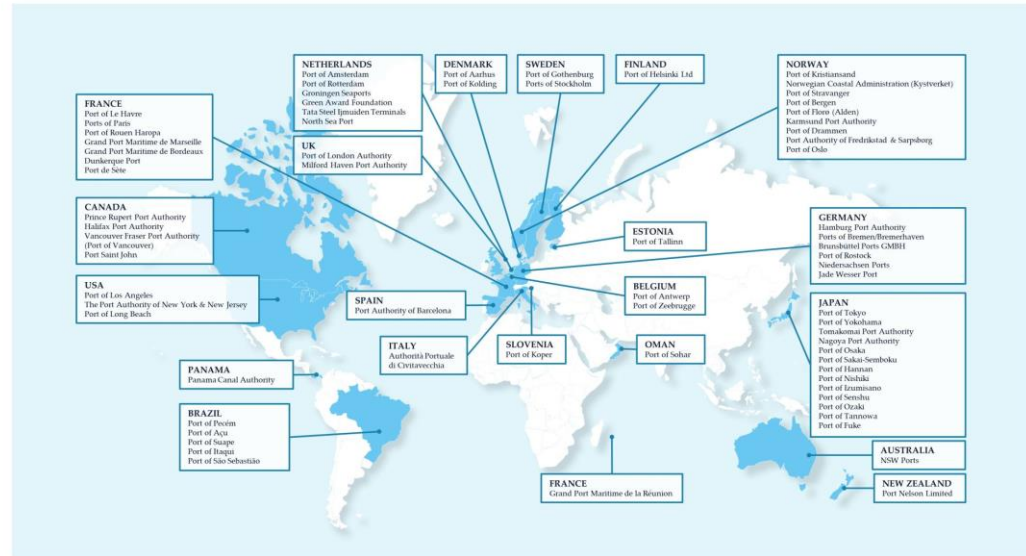 NETHERLANDS
Port of Amsterdam
Port of Rotterdam
Groningen Seaports
Green Award Foundation
Tata Steel Ijmuiden Terminals
North Sea Port
DENMARK
Port of Aarhus
Port of Kolding
SWEDEN
Port of Gothenburg
Ports of Stockholm
FINLAND
Port of Helsinki Ltd
NORWAY
Port of Kristiansand
Norwegian Coastal Administration (Kystverket)
Port of Stravanger
Port of Bergen
Port of Florø (Alden)
Karmsund Port Authority
Port of Drammen
Port Authority of Fredrikstad & Sarpsborg
Port of Oslo
FRANCE
Port of Le Havre
Ports of Paris
Port of Rouen Haropa
Grand Port Maritime de Marseille
Grand Port Maritime de Bordeaus
Dunkerque Port
Port de Sète
UK
Port of London Authority
Milford Haven Port Authority
CANADA
Prince Rupert Port Authority
Halifax Port Authority
Vancouver Fraser Port Authority
(Port of Vancouver)
Port Saint John
ESTONIA
Port of Tallinn
GERMANY
Hamburg Port Authority
Ports of Bremen/Bremerhaven
Brunsbüttel Ports GMBH
Port of Rostock
Niedersachsen Ports
Jade Wesser Port
USA
Port of Los Angeles
The Port Authority of New York & New Jersey
Port of Long Beach
SPAIN
Port Authority of Barcelona
BELGIUM
Port of Antwerp
Port of Zeebrugge
JAPAN
Port of Tokyo
Port of Yokohama
Tomakomai Port Authority
Nagoya Port Authority
Port of Osaka
Port of Sakai-Semboku
Port of Hannan
Port of Nishiki
Port of Izumisano
Port of Senshu
Port of Ozaki
Port of Tannowa
Port of Fuke
ITALY
Authorità Portuale
di Civitavecchia
SLOVENIA
Port of Koper
OMAN
Port of Sohar
PANAMA
Panama Canal Authority
BRAZIL
Port of Pecém
Port of Açu
Port of Suape
Port of Itaqui
Port of São Sebastião
AUSTRALIA
NSW Ports
FRANCE
Grand Port Maritime de la Réunion
NEW ZEALAND
Port Nelson Limited